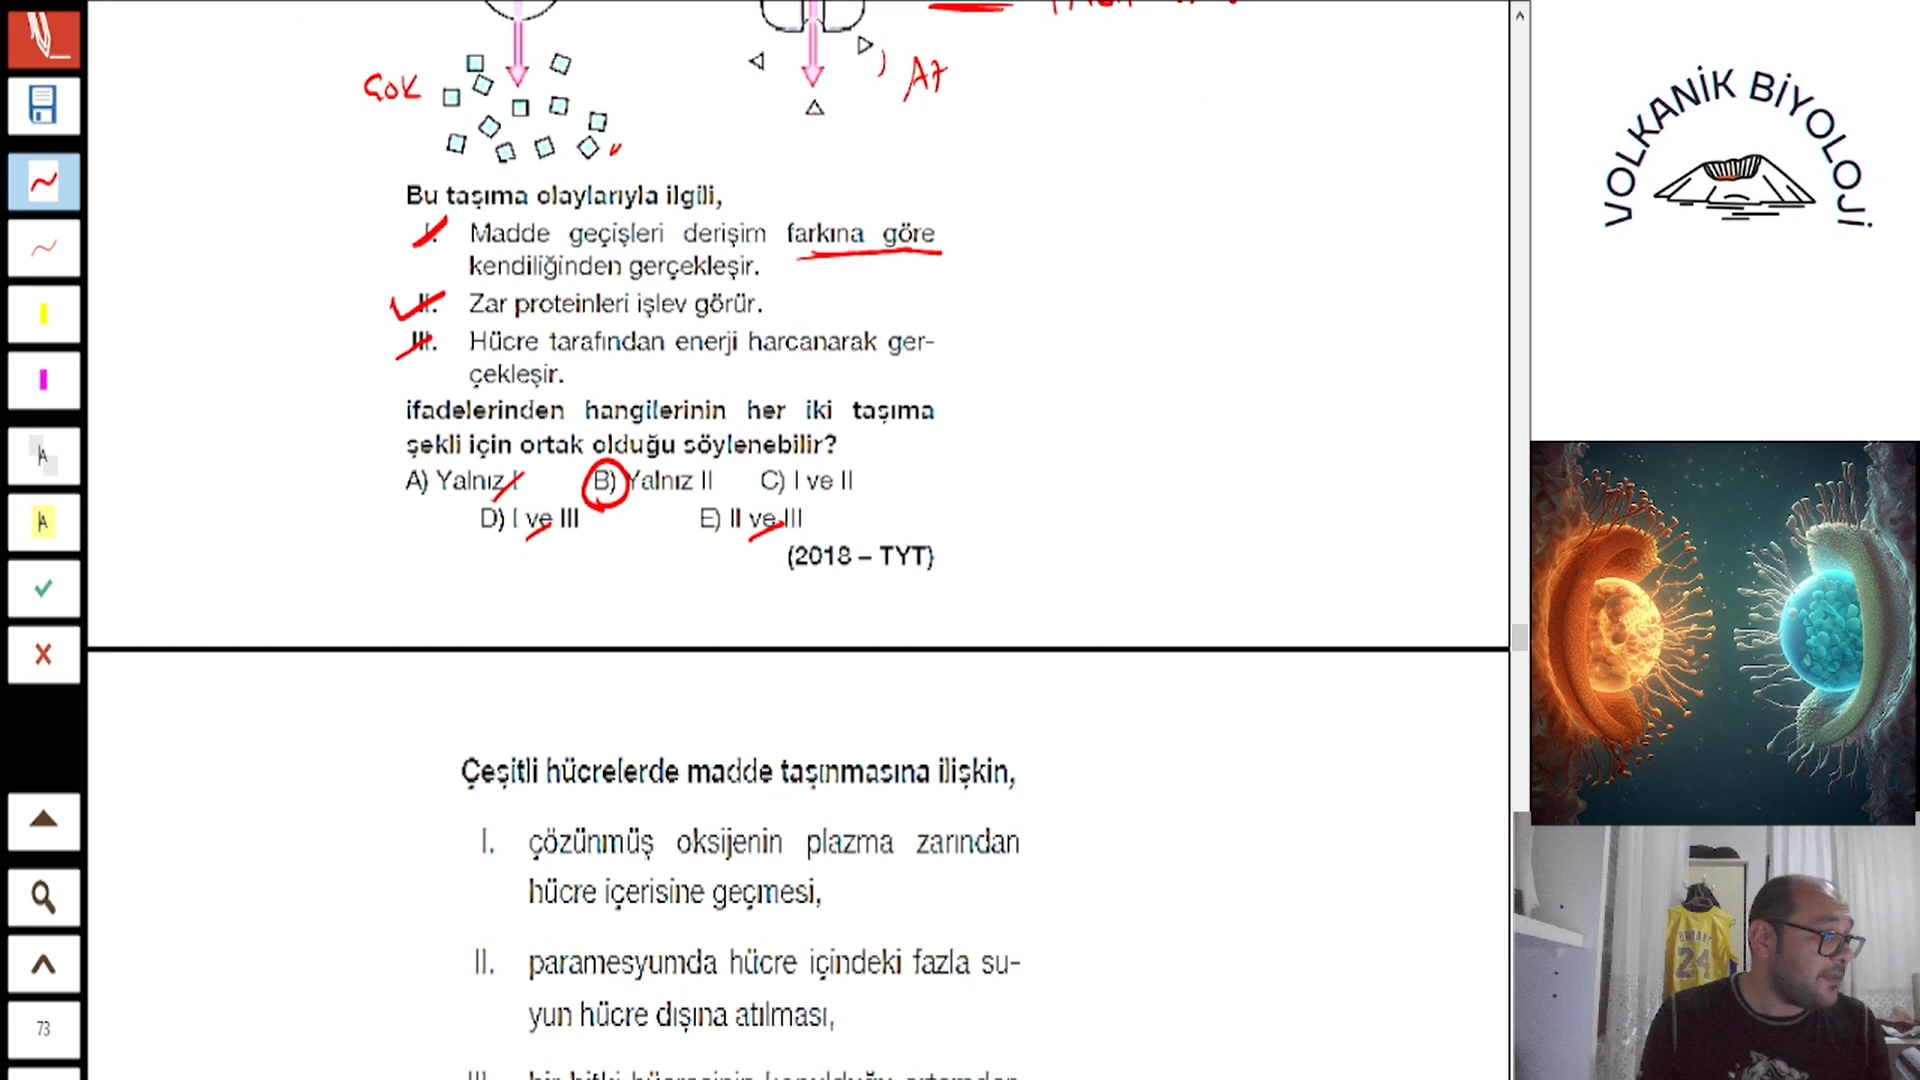 VOLKANİK BİYOLOJİ
ÇOK
AZ
Bu taşıma olaylarıyla ilgili,
I. Madde geçişleri derişim farkına göre
kendiliğinden gerçekleşir.
II. Zar proteinleri işlev görür.
III. Hücre tarafından enerji harcanarak ger-
çekleşir.
ifadelerinden hangilerinin her iki taşıma
şekli için ortak olduğu söylenebilir?
A) Yalnız I B) Yalnız II C) I ve II
D) I ve III E) II ve III
(2018 – TYT)
Çeşitli hücrelerde madde taşınmasına ilişkin,
I. çözünmüş oksijenin plazma zarından
hücre içerisine geçmesi,
II. paramesyumda hücre içindeki fazla su-
yun hücre dışına atılması,
A
A
73
24